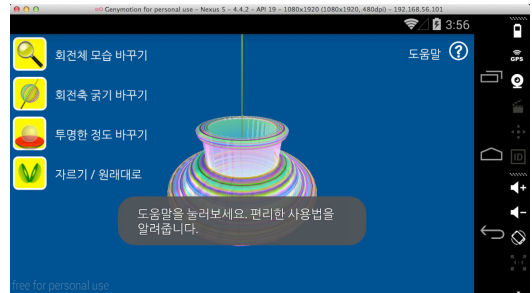 Genymotion for personal use - Nexus 5 - 4.4.2 - API 19 - 1080x1920 (1080x1920, 480dpi) - 192.168.56.101
3:56
회전체 모습 바꾸기
도움말 ?
회전축 굵기 바꾸기
투명한 정도 바꾸기
자르기 / 원래대로
도움말을 눌러보세요. 편리한 사용법을
알려줍니다.
free for personal use
GPS
ID